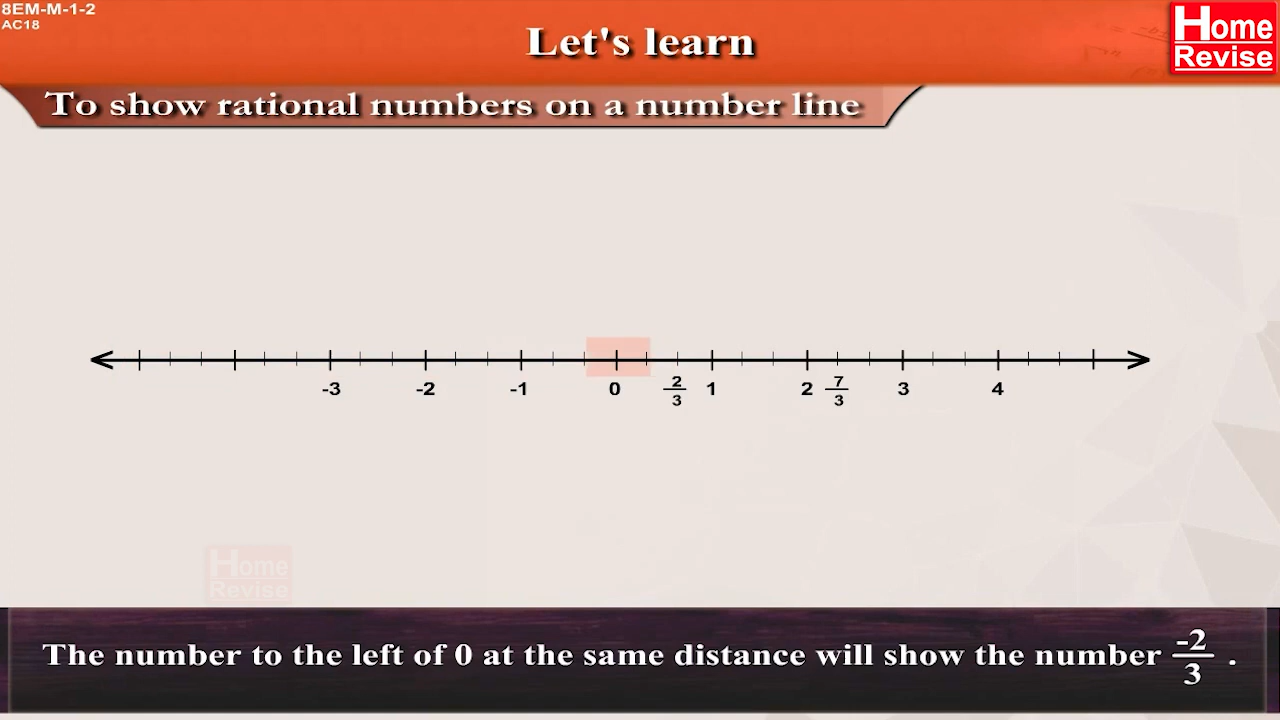 8EM-M-1-2
AC18
Let's learn
Home
Revise
To show rational numbers on a number line
-3 -2 -1 0 2/3 1 2 7/3 3 4
Home
Revise
The number to the left of 0 at the same distance will show the number -2/3 .